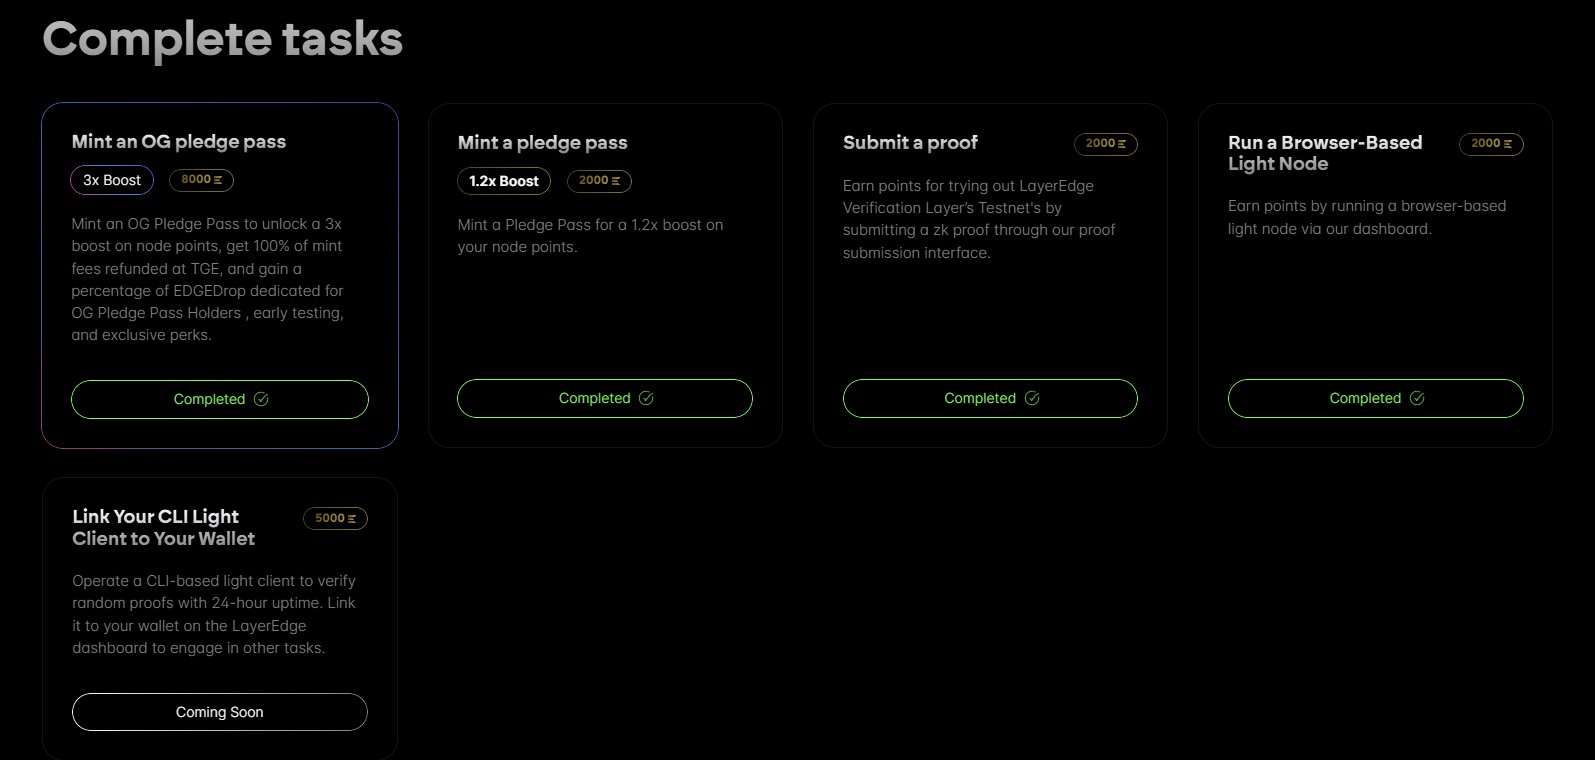 Complete tasks
Mint an OG pledge pass
3x Boost
8000
Mint an OG Pledge Pass to unlock a 3x
boost on node points, get 100% of mint
fees refunded at TGE, and gain a
percentage of EDGEDrop dedicated for
OG Pledge Pass Holders , early testing,
and exclusive perks.
Completed
Mint a pledge pass
1.2x Boost
2000
Mint a Pledge Pass for a 1.2x boost on
your node points.
Completed
Submit a proof
2000
Earn points for trying out LayerEdge
Verification Layer’s Testnet's by
submitting a zk proof through our proof
submission interface.
Completed
Run a Browser-Based
Light Node
2000
Earn points by running a browser-based
light node via our dashboard.
Completed
Link Your CLI Light
Client to Your Wallet
5000
Operate a CLI-based light client to verify
random proofs with 24-hour uptime. Link
it to your wallet on the LayerEdge
dashboard to engage in other tasks.
Coming Soon